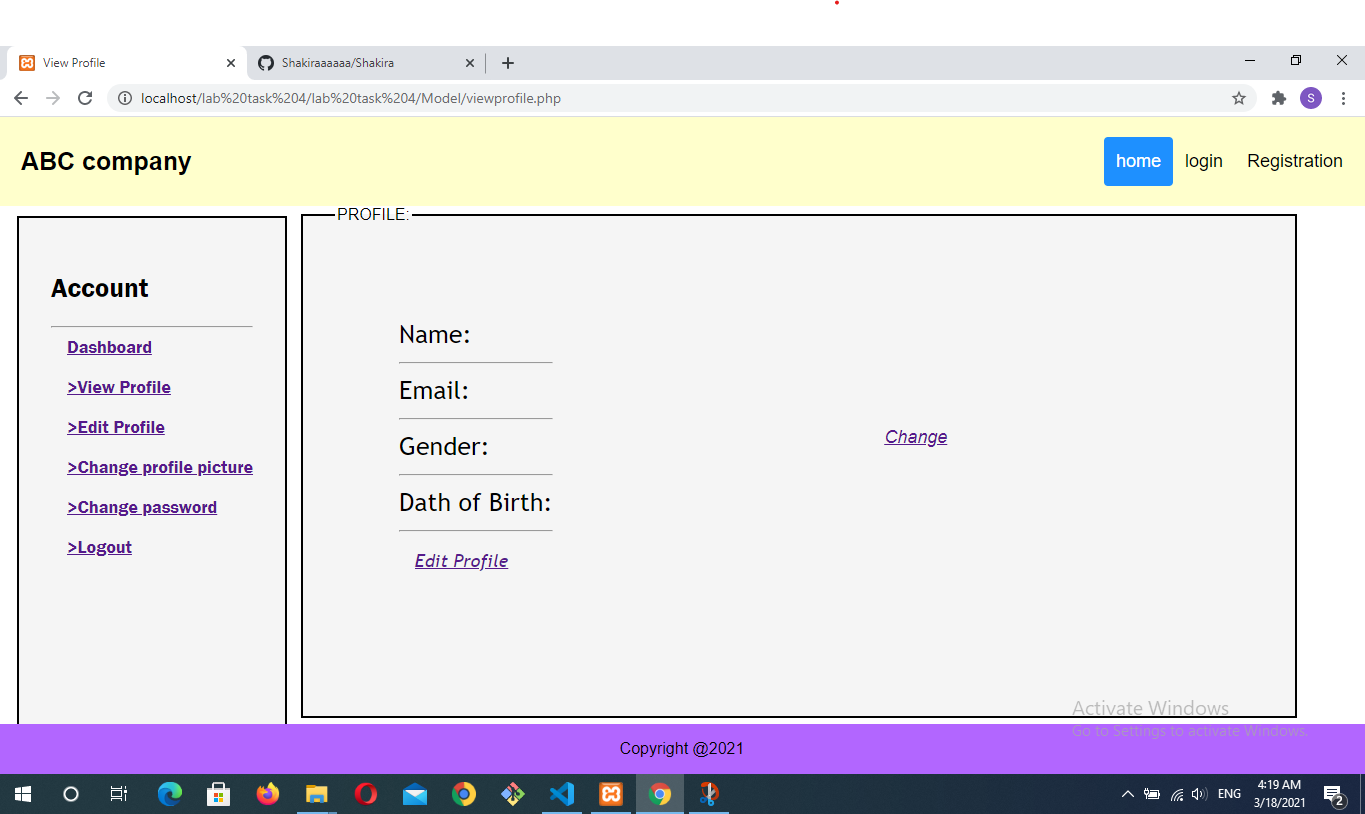 View Profile
Shakiraaaaaa/Shakira
localhost/lab%20task%204/lab%20task%204/Model/viewprofile.php
S
ABC company
home
login
Registration
Account
Dashboard
>View Profile
>Edit Profile
>Change profile picture
>Change password
>Logout
PROFILE:
Name:
Email:
Gender:
Dath of Birth:
Edit Profile
Change
Activate Windows
Go to Settings to activate Windows.
Copyright @2021
ENG
4:19 AM
3/18/2021
2